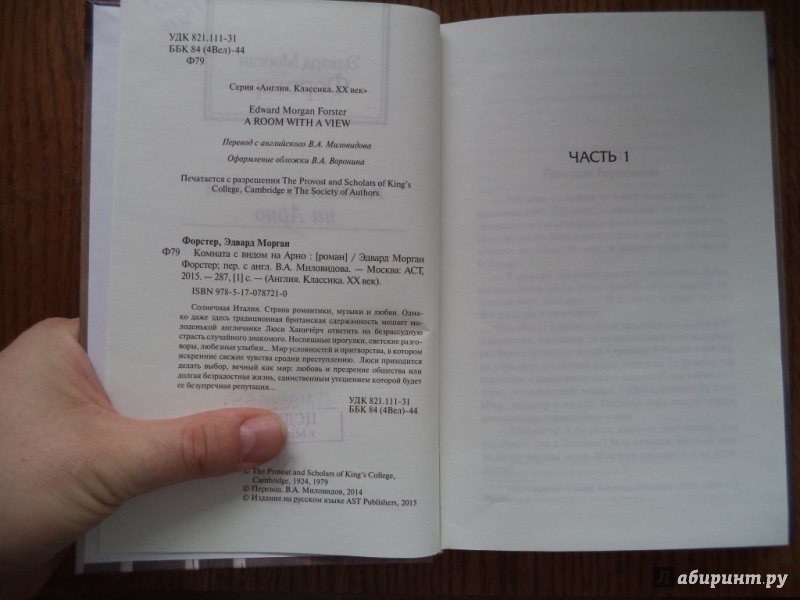 УДК 821.111-31
ББК 84 (4Вел)-44
Ф79
Серия «Англия. Классика. XX век»
Edward Morgan Forster
A ROOM WITH A VIEW
Перевод с английского В.А. Миловидова
Оформление обложки В.А. Воронина
Печатается с разрешения The Provost and Scholars of King's
College, Cambridge и The Society of Authors
Форстер, Эдвард Морган
Ф79 Комната с видом на Арно : [роман] / Эдвард Морган
Форстер; пер. с англ. В.А. Миловидова. — Москва: АСТ,
2015. — 287, [1] с. — (Англия. Классика. XX век).
ISBN 978-5-17-078721-0
Солнечная Италия. Страна романтики, музыки и любви. Одна-
ко даже здесь традиционная британская сдержанность мешает мо-
лоденькой англичанке Люси Ханичёрч ответить на безрассудную
страсть случайного знакомого. Неспешные прогулки, светские разго-
воры, любезные улыбки... Мир условностей и притворства, в котором
искренние свежие чувства сродни преступлению. Люси приходится
делать выбор, вечный как мир: любовь и презрение общества или
долгая безрадостная жизнь, единственным утешением которой будет
ее безупречная репутация...
УДК 821.111-31
ББК 84 (4Вел)-44
© The Provost and Scholars of King's College,
Cambridge, 1924, 1979
© Перевод. В.А. Миловидов, 2014
© Издание на русском языке AST Publishers, 2015
ЧАСТЬ 1
Лабиринт.ру